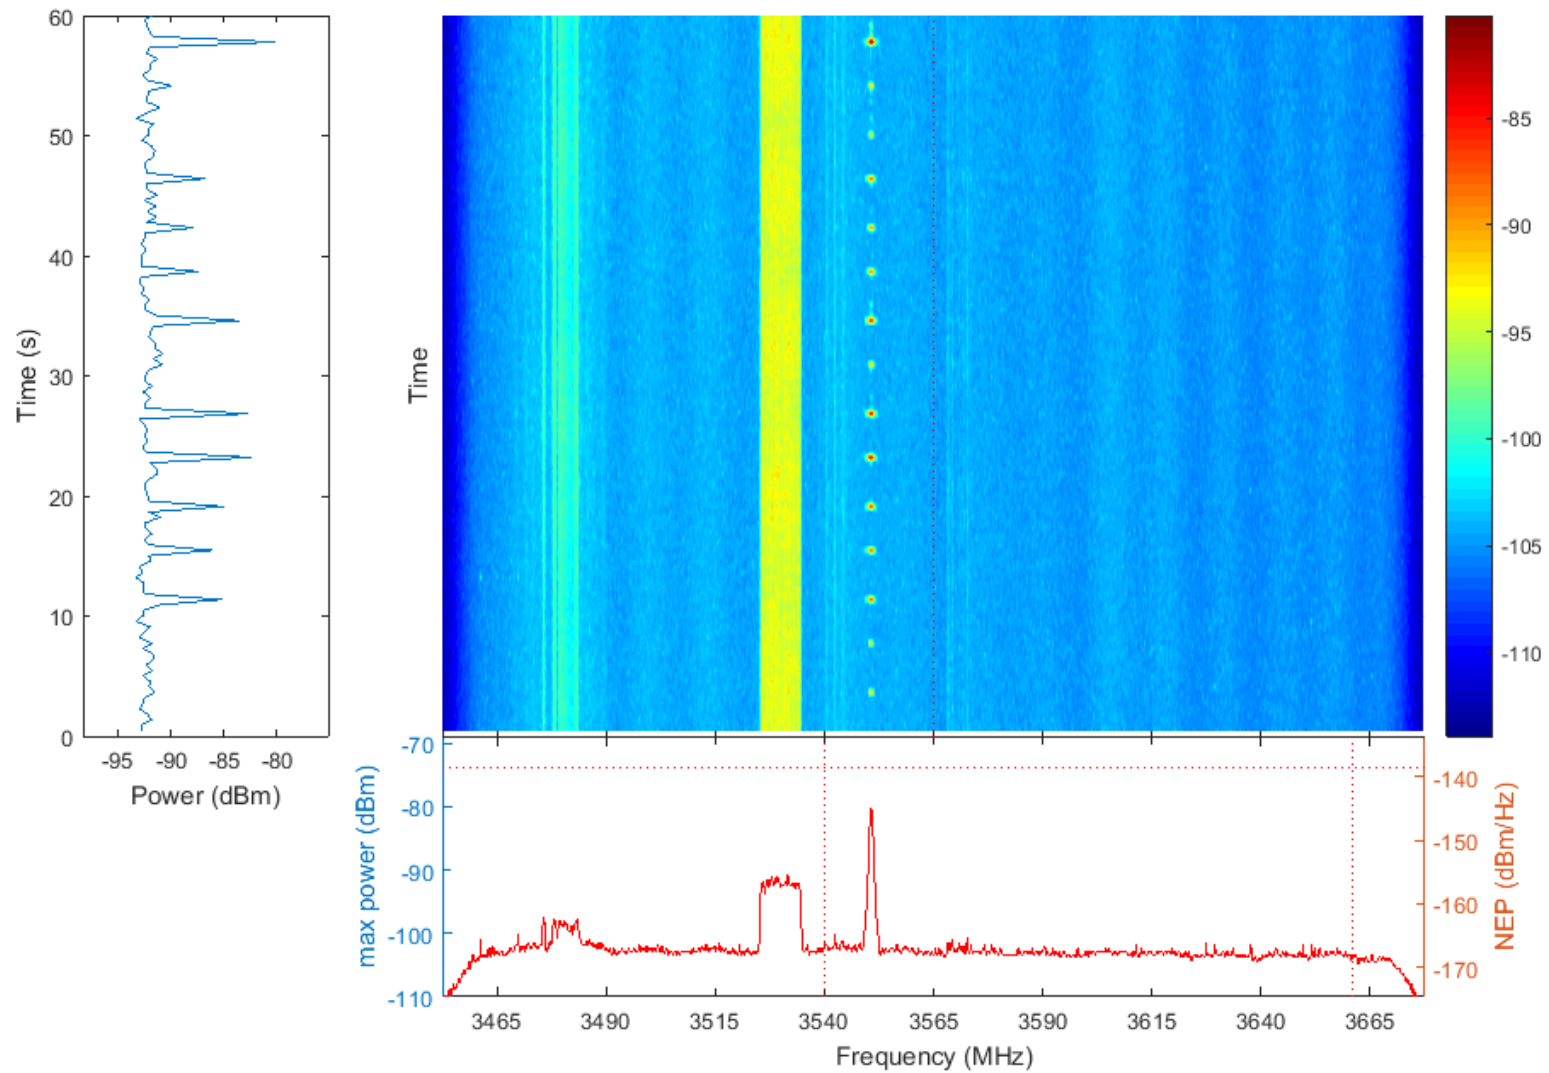 60
50
40
30
20
10
0
Time (s)
-95 -90 -85 -80
Power (dBm)
Time
-85
-90
-95
-100
-105
-110
-70
-80
-90
-100
-110
max power (dBm)
-140
-150
-160
-170
NEP (dBm/Hz)
3465 3490 3515 3540 3565 3590 3615 3640 3665
Frequency (MHz)